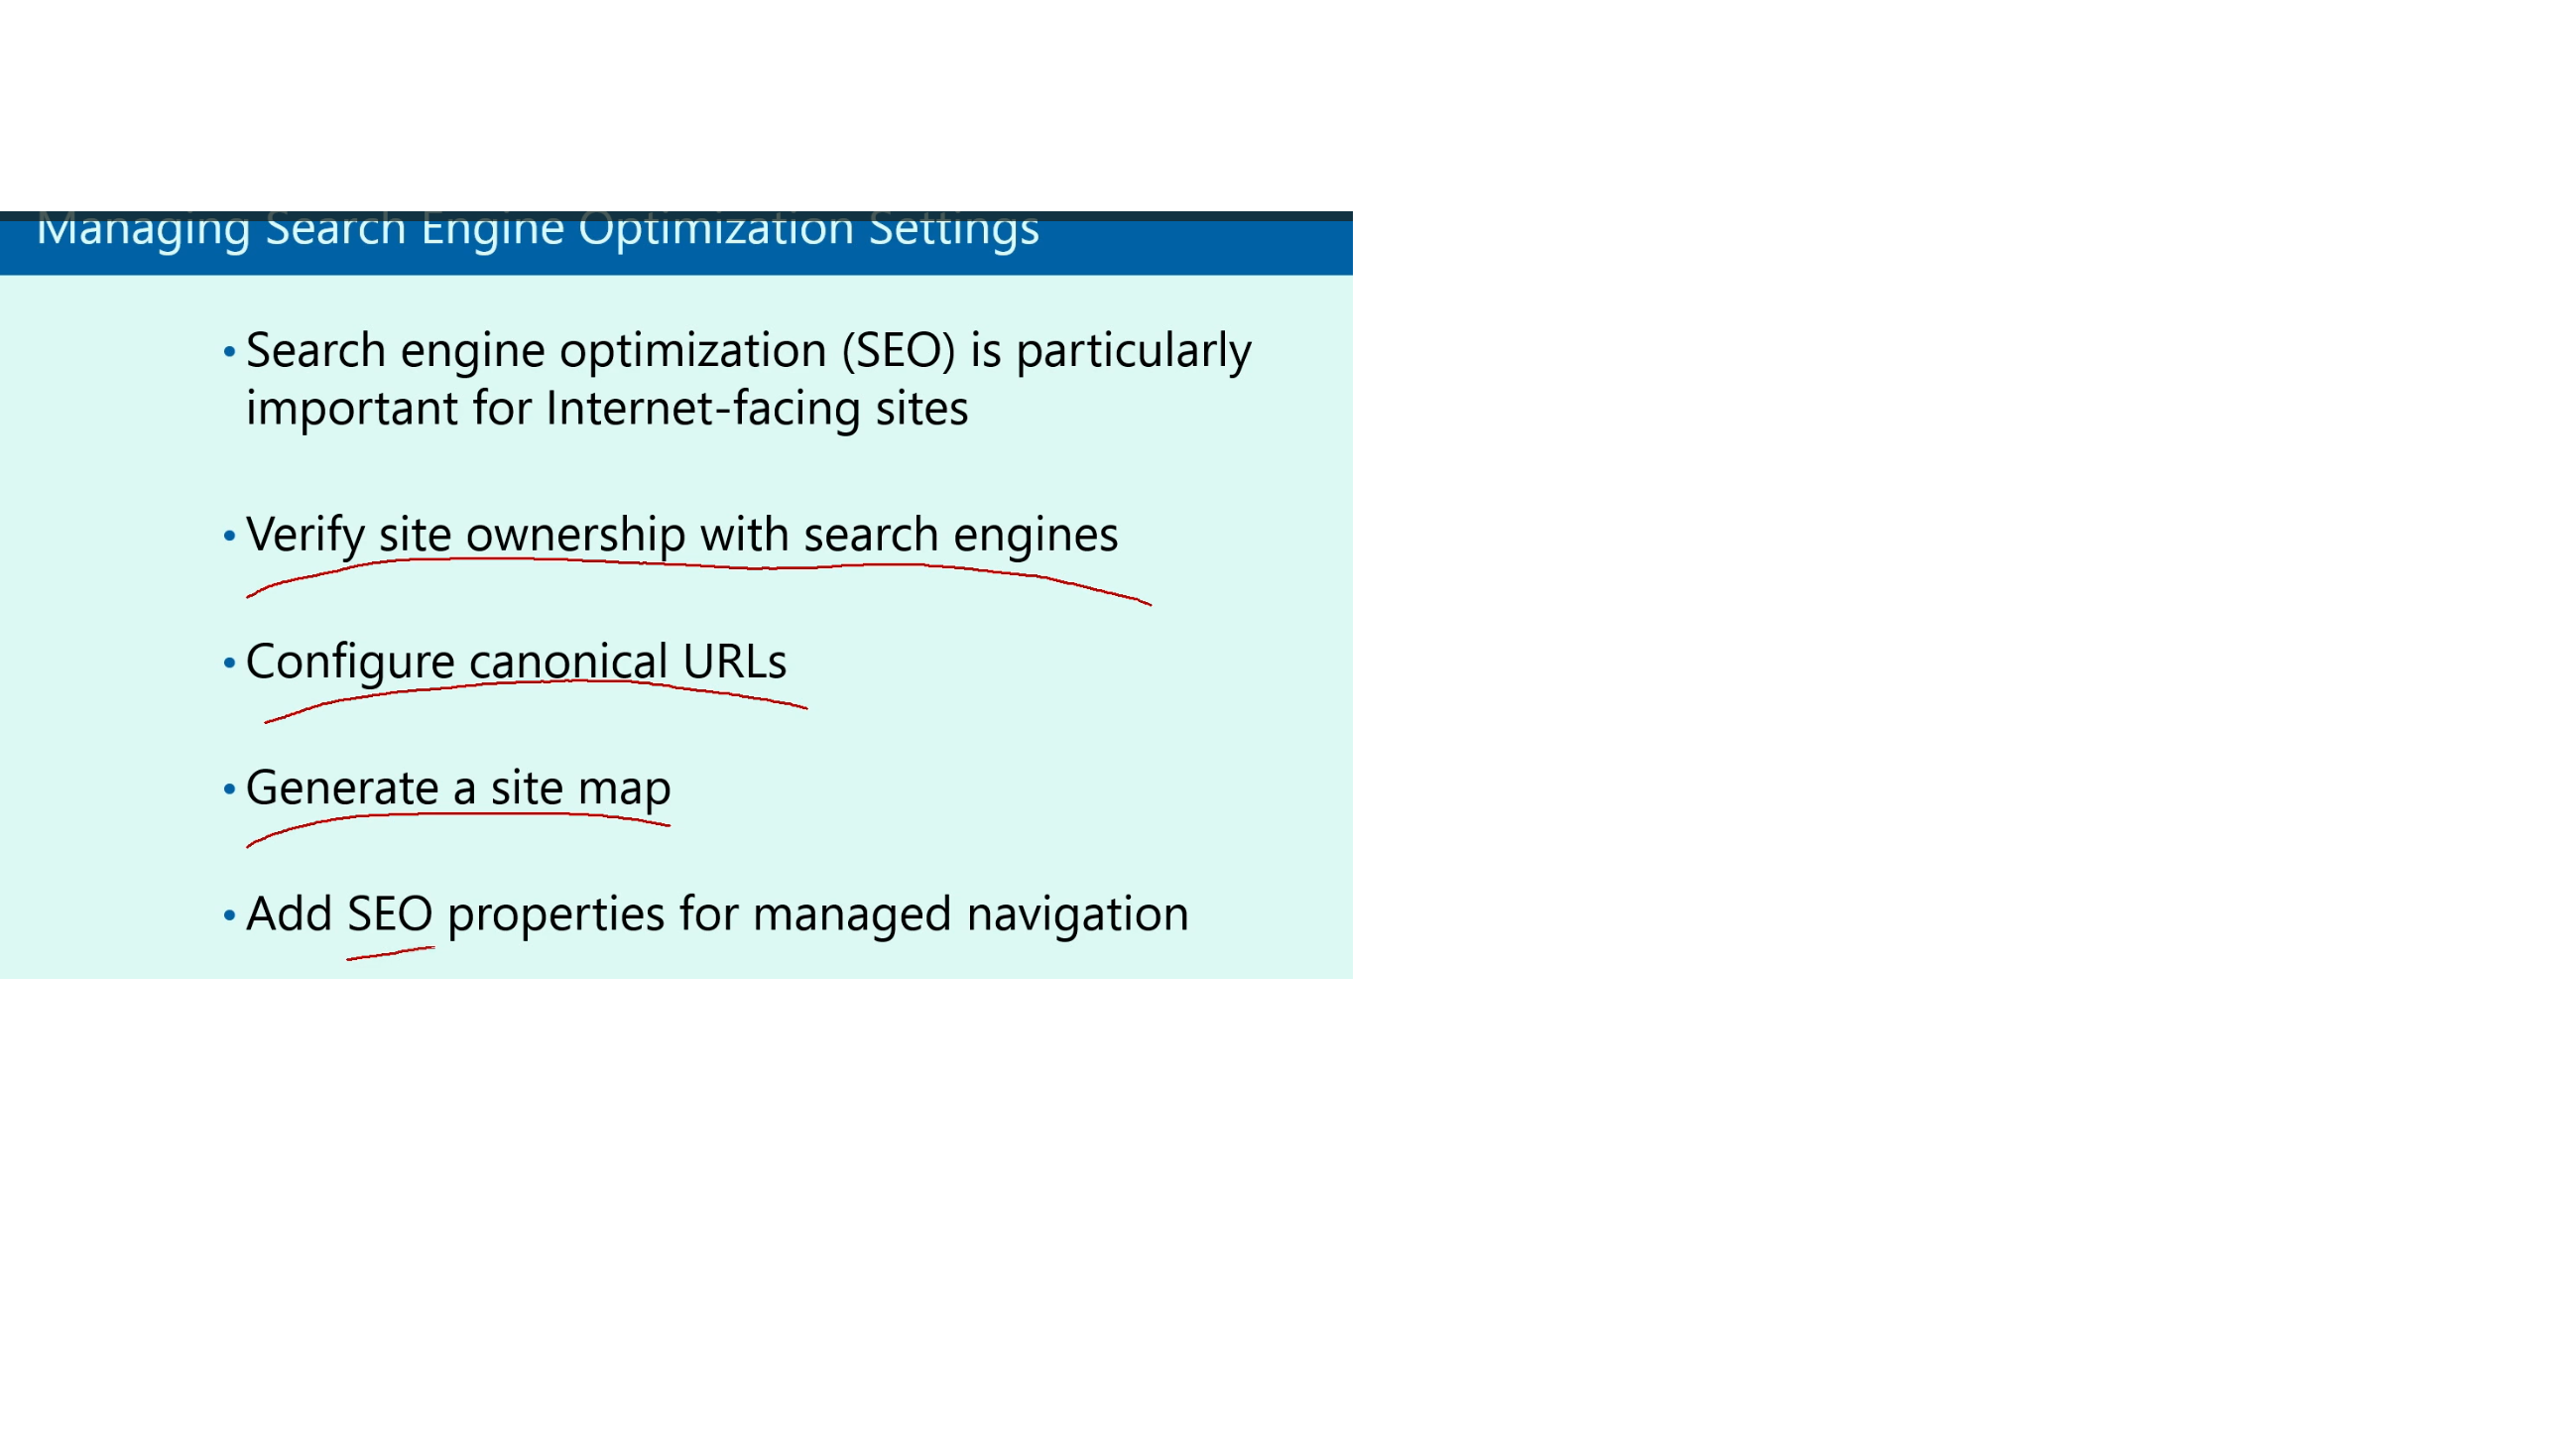 Managing Search Engine Optimization Settings
• Search engine optimization (SEO) is particularly
important for Internet-facing sites
• Verify site ownership with search engines
• Configure canonical URLs
• Generate a site map
• Add SEO properties for managed navigation